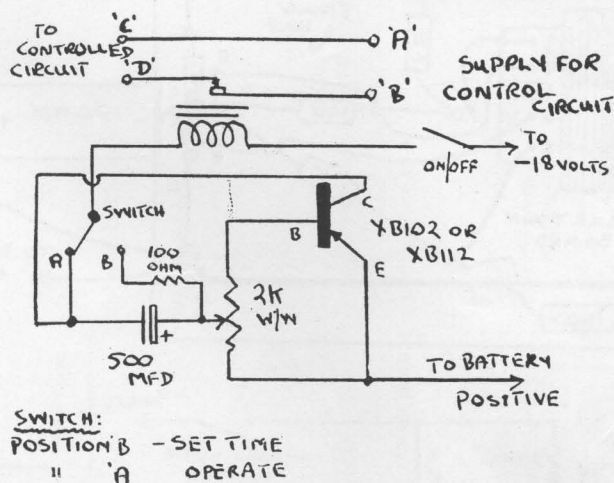 TO
CONTROLLED
CIRCUIT
'C'
'A'
'D'
'B'
SUPPLY FOR
CONTROL
CIRCUIT
TO
-18 VOLTS
ON/OFF
SWITCH
A
B
100
OHM
B
C
E
XB102 OR
XB112
2K
W/W
500
MFD
+
TO BATTERY
POSITIVE
SWITCH:
POSITION 'B' - SET TIME
" 'A' OPERATE